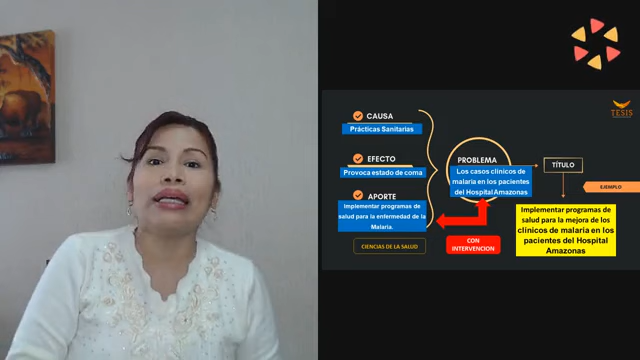 TESIS
CAUSA
Prácticas Sanitarias
EFECTO
Provoca estado de coma
APORTE
Implementar programas de
salud para la enfermedad de la
Malaria.
CIENCIAS DE LA SALUD
PROBLEMA
Los casos clínicos de
malaria en los pacientes
del Hospital Amazonas
CON
INTERVENCION
TÍTULO
EJEMPLO
Implementar programas de
salud para la mejora de los
clínicos de malaria en los
pacientes del Hospital
Amazonas